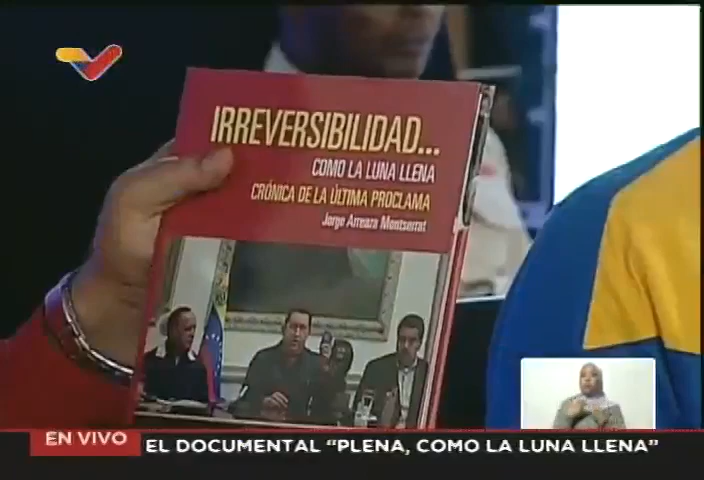 IRREVERSIBILIDAD...
COMO LA LUNA LLENA
CRÓNICA DE LA ÚLTIMA PROCLAMA
Jorge Arreaza Montserrat
EN VIVO
EL DOCUMENTAL “PLENA, COMO LA LUNA LLENA”